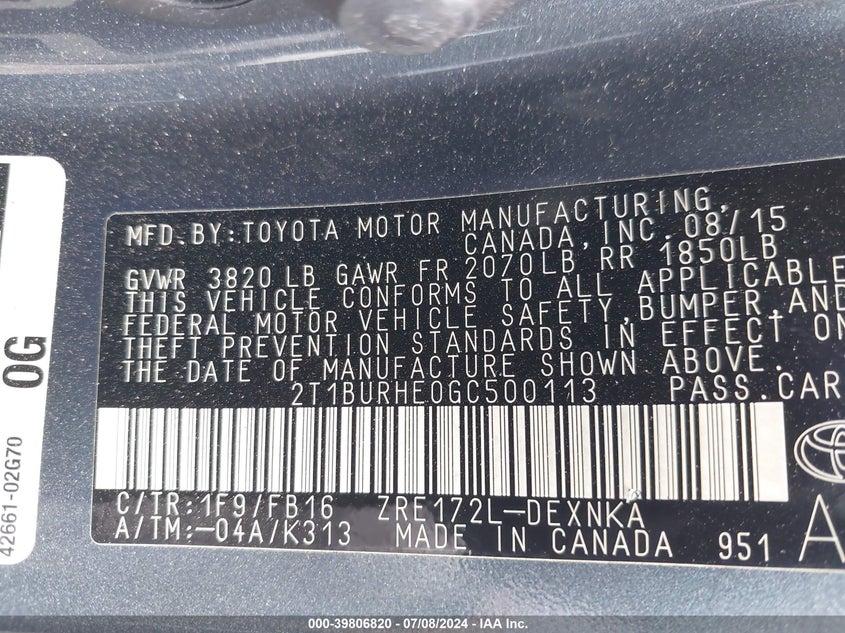 MFD.BY:TOYOTA MOTOR MANUFACTURING,
CANADA,INC. 08/15
GVWR 3820 LB GAWR FR 2070LB RR 1850LB
THIS VEHICLE CONFORMS TO ALL APPLICABLE
FEDERAL MOTOR VEHICLE SAFETY,BUMPER,AND
THEFT PREVENTION STANDARDS IN EFFECT ON
THE DATE OF MANUFACTURE SHOWN ABOVE.
2T1BURHE0GC500113 PASS.CAR
C/TR:1F9/FB16 ZRE172L-DEXNKA
A/TM:-04A/K313 MADE IN CANADA 951 A
0G
42661-02G70
000-39806820 - 07/08/2024 - IAA Inc.